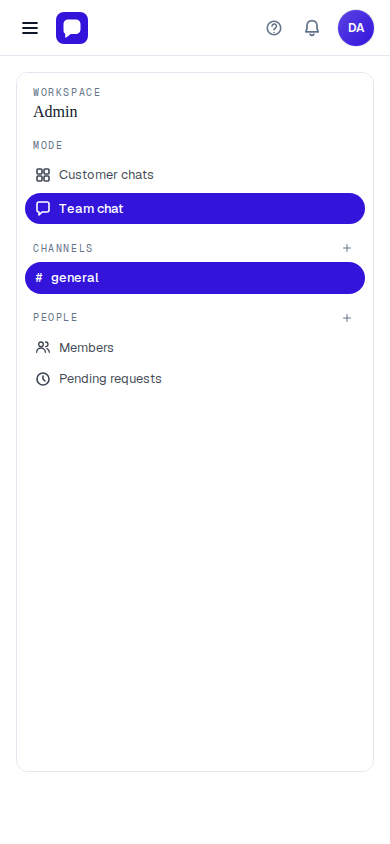 DA
WORKSPACE
Admin
MODE
Customer chats
Team chat
CHANNELS
# general
PEOPLE
Members
Pending requests